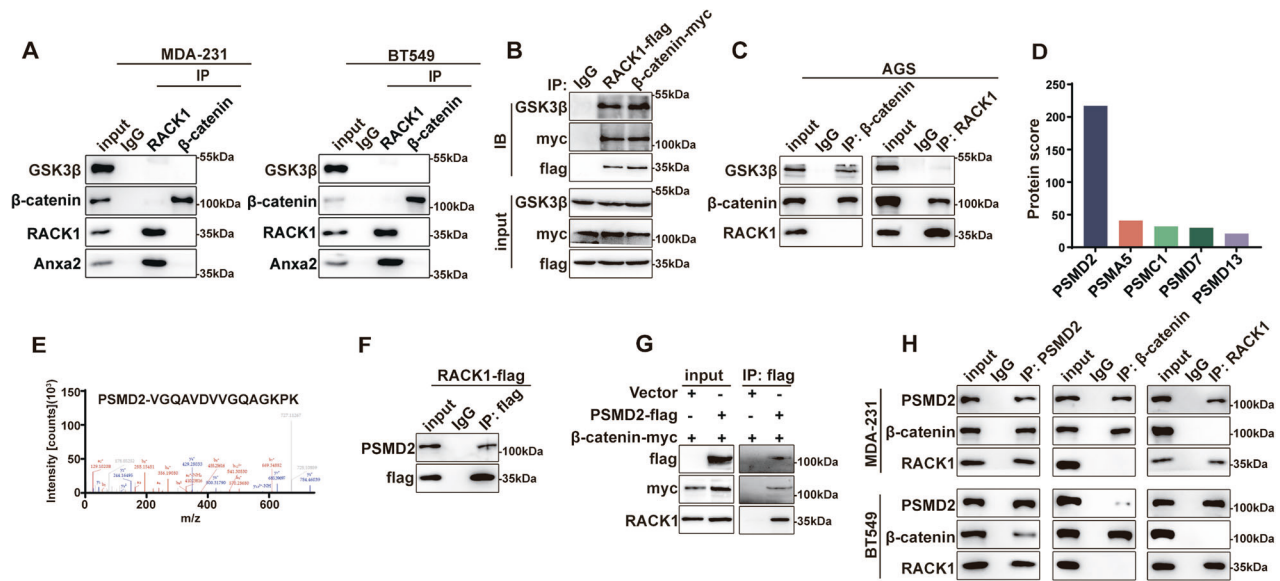 A
MDA-231
IP
input
IgG
RACK1
β-catenin
GSK3β
β-catenin
RACK1
Anxa2
55kDa
100kDa
35kDa
35kDa
BT549
IP
input
IgG
RACK1
β-catenin
GSK3β
β-catenin
RACK1
Anxa2
55kDa
100kDa
35kDa
35kDa
B
IP:
IgG
RACK1-flag
β-catenin-myc
IB
GSK3β
myc
flag
55kDa
100kDa
35kDa
input
GSK3β
myc
flag
55kDa
100kDa
35kDa
C
AGS
input
IgG
IP: β-catenin
input
IgG
IP: RACK1
GSK3β
β-catenin
RACK1
55kDa
100kDa
35kDa
D
Protein score
250
200
150
100
50
0
PSMD2
PSMA5
PSMC1
PSMD7
PSMD13
E
PSMD2-VGQAVDVVGQAGKPK
Intensity [counts](10³)
150
100
50
0
0
200
400
600
m/z
F
RACK1-flag
input
IgG
IP: flag
PSMD2
flag
100kDa
35kDa
G
input
IP: flag
Vector + - + -
PSMD2-flag - + - +
β-catenin-myc + + + +
flag
myc
RACK1
100kDa
100kDa
35kDa
H
input
IgG
IP: PSMD2
input
IgG
IP: β-catenin
input
IgG
IP: RACK1
MDA-231
PSMD2
β-catenin
RACK1
100kDa
100kDa
35kDa
BT549
PSMD2
β-catenin
RACK1
100kDa
100kDa
35kDa